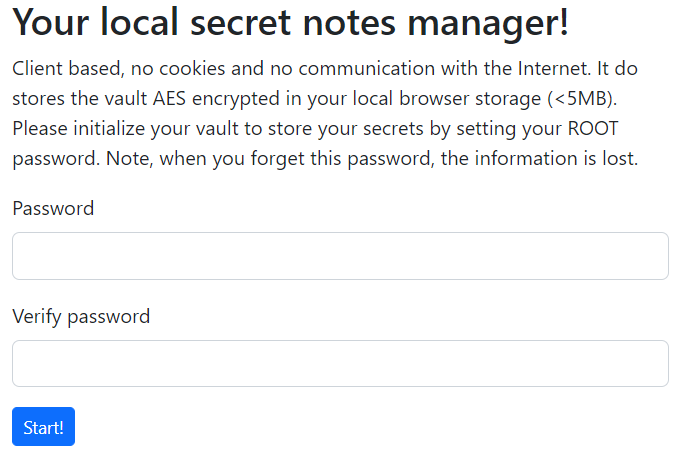 Your local secret notes manager!
Client based, no cookies and no communication with the Internet. It do
stores the vault AES encrypted in your local browser storage (<5MB).
Please initialize your vault to store your secrets by setting your ROOT
password. Note, when you forget this password, the information is lost.
Password
Verify password
Start!